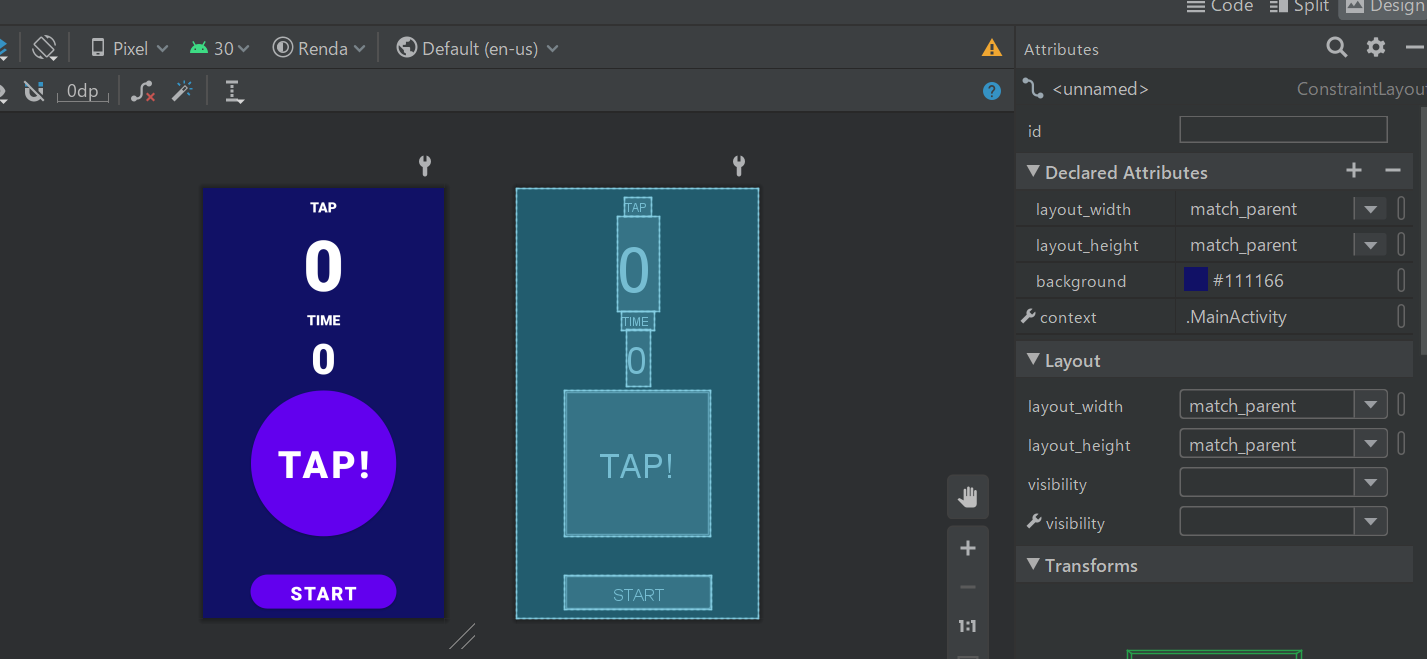 Code Split Design
Pixel 30 Renda Default (en-us)
Attributes
0dp
<unnamed> ConstraintLayou
id
Declared Attributes
layout_width match_parent
layout_height match_parent
background #111166
context .MainActivity
Layout
layout_width match_parent
layout_height match_parent
visibility
visibility
Transforms
TAP
0
TIME
0
TAP!
START
TAP
0
TIME
0
TAP!
START
1:1